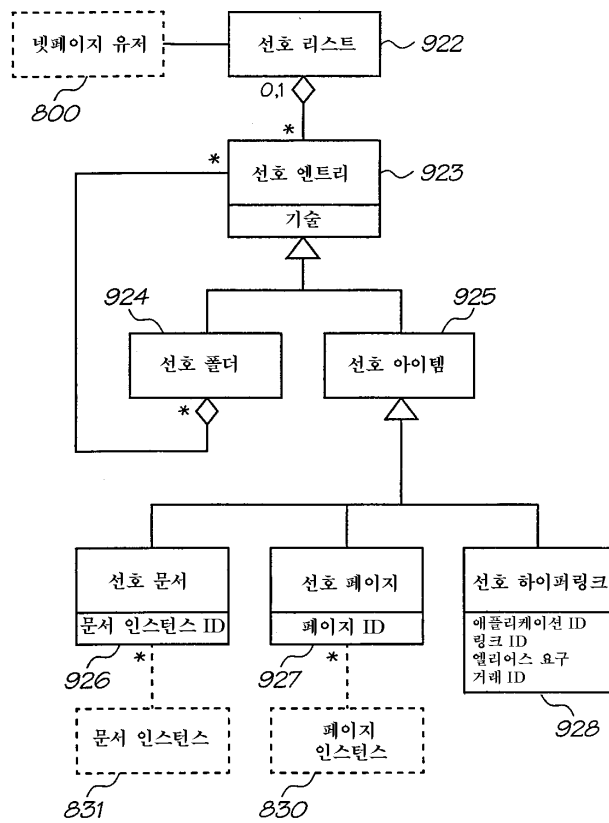 넷페이지 유저
800
선호 리스트
922
0,1
*
*
선호 엔트리
923
기술
924
925
선호 폴더
선호 아이템
*
선호 문서
문서 인스턴스 ID
926
*
선호 페이지
페이지 ID
927
*
선호 하이퍼링크
애플리케이션 ID
링크 ID
엘리어스 요구
거래 ID
928
문서 인스턴스
831
페이지
인스턴스
830